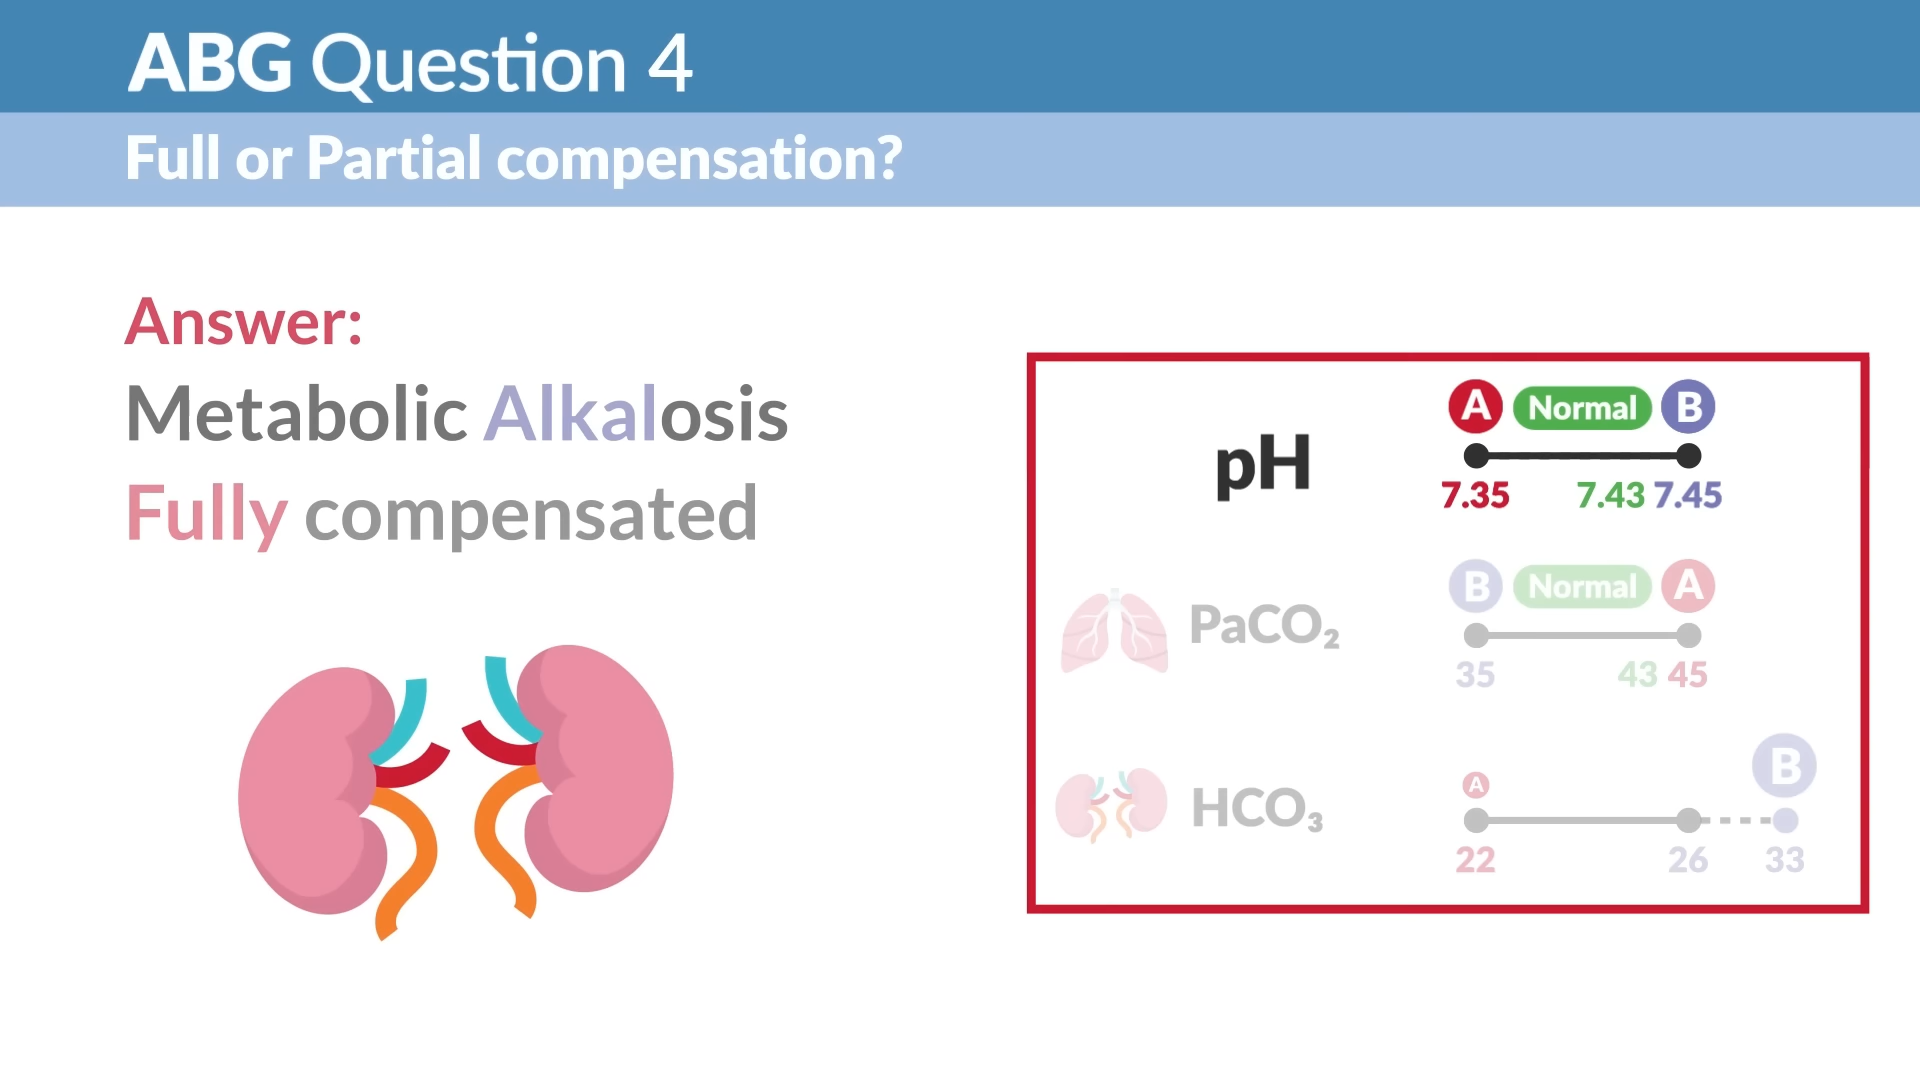 ABG Question 4
Full or Partial compensation?
Answer:
Metabolic Alkalosis
Fully compensated
A Normal B
pH
7.35 7.43 7.45
B Normal A
PaCO₂
35 43 45
B
A
HCO₃
22 26 33